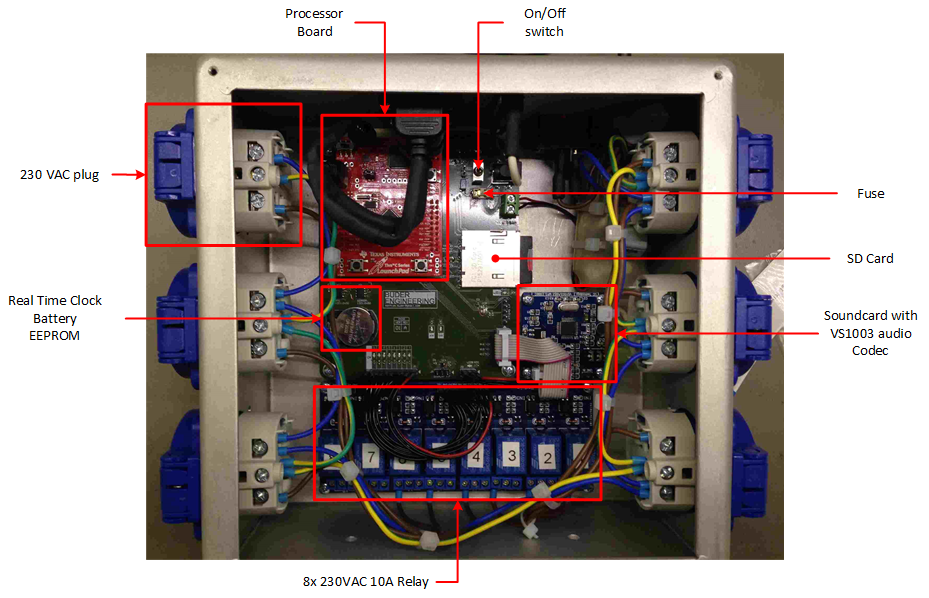 Processor
Board
On/Off
switch
230 VAC plug
Fuse
SD Card
Real Time Clock
Battery
EEPROM
Soundcard with
VS1003 audio
Codec
TEXAS INSTRUMENTS
LaunchPad
RUDER
ENGINEERING
7
4
3
2
8x 230VAC 10A Relay